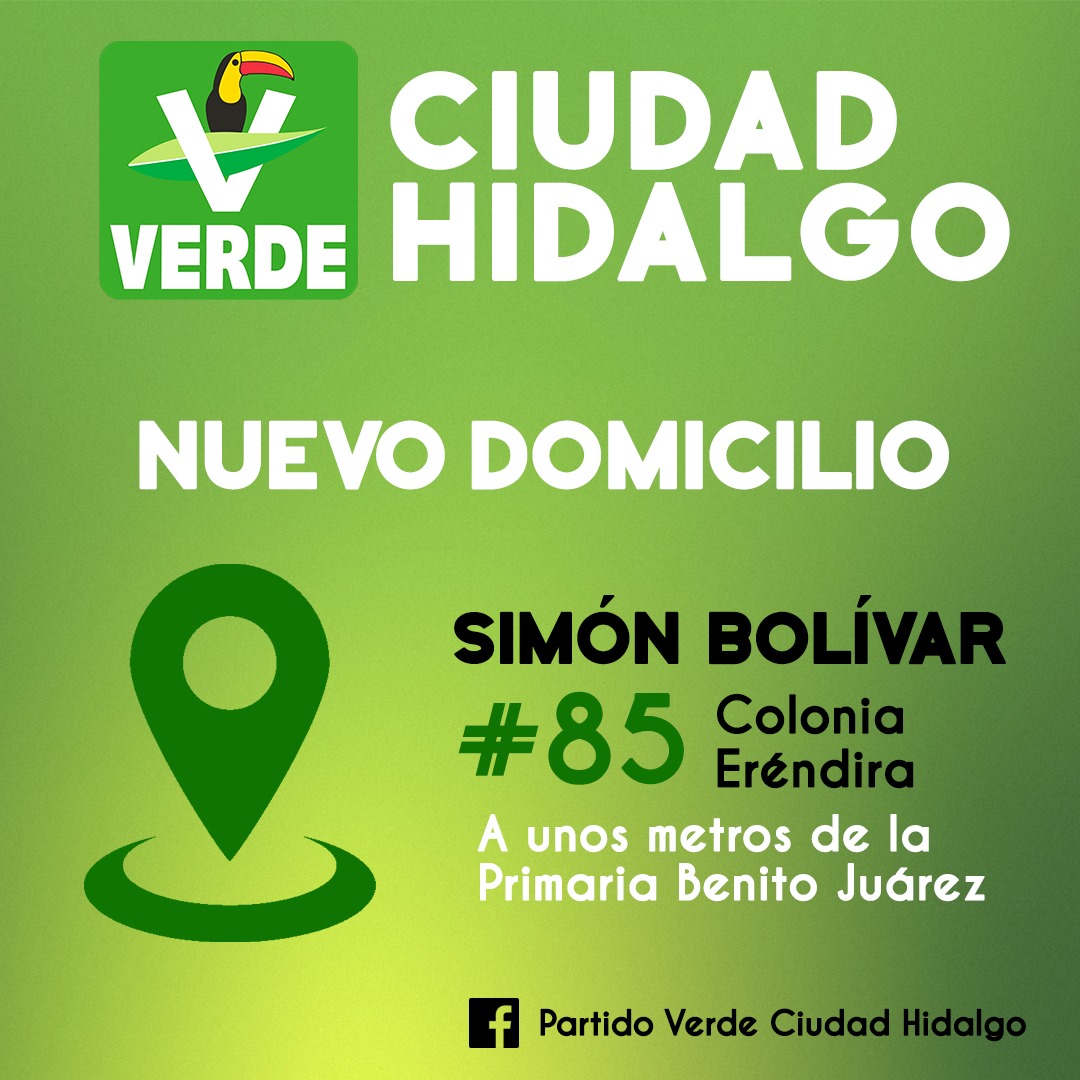 V
VERDE
CIUDAD
HIDALGO
NUEVO DOMICILIO
SIMÓN BOLÍVAR
#85
Colonia
Eréndira
A unos metros de la
Primaria Benito Juárez
f Partido Verde Ciudad Hidalgo